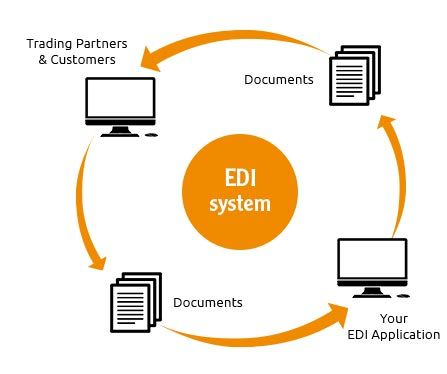 Trading Partners
& Customers
Documents
EDI
system
Documents
Your
EDI Application